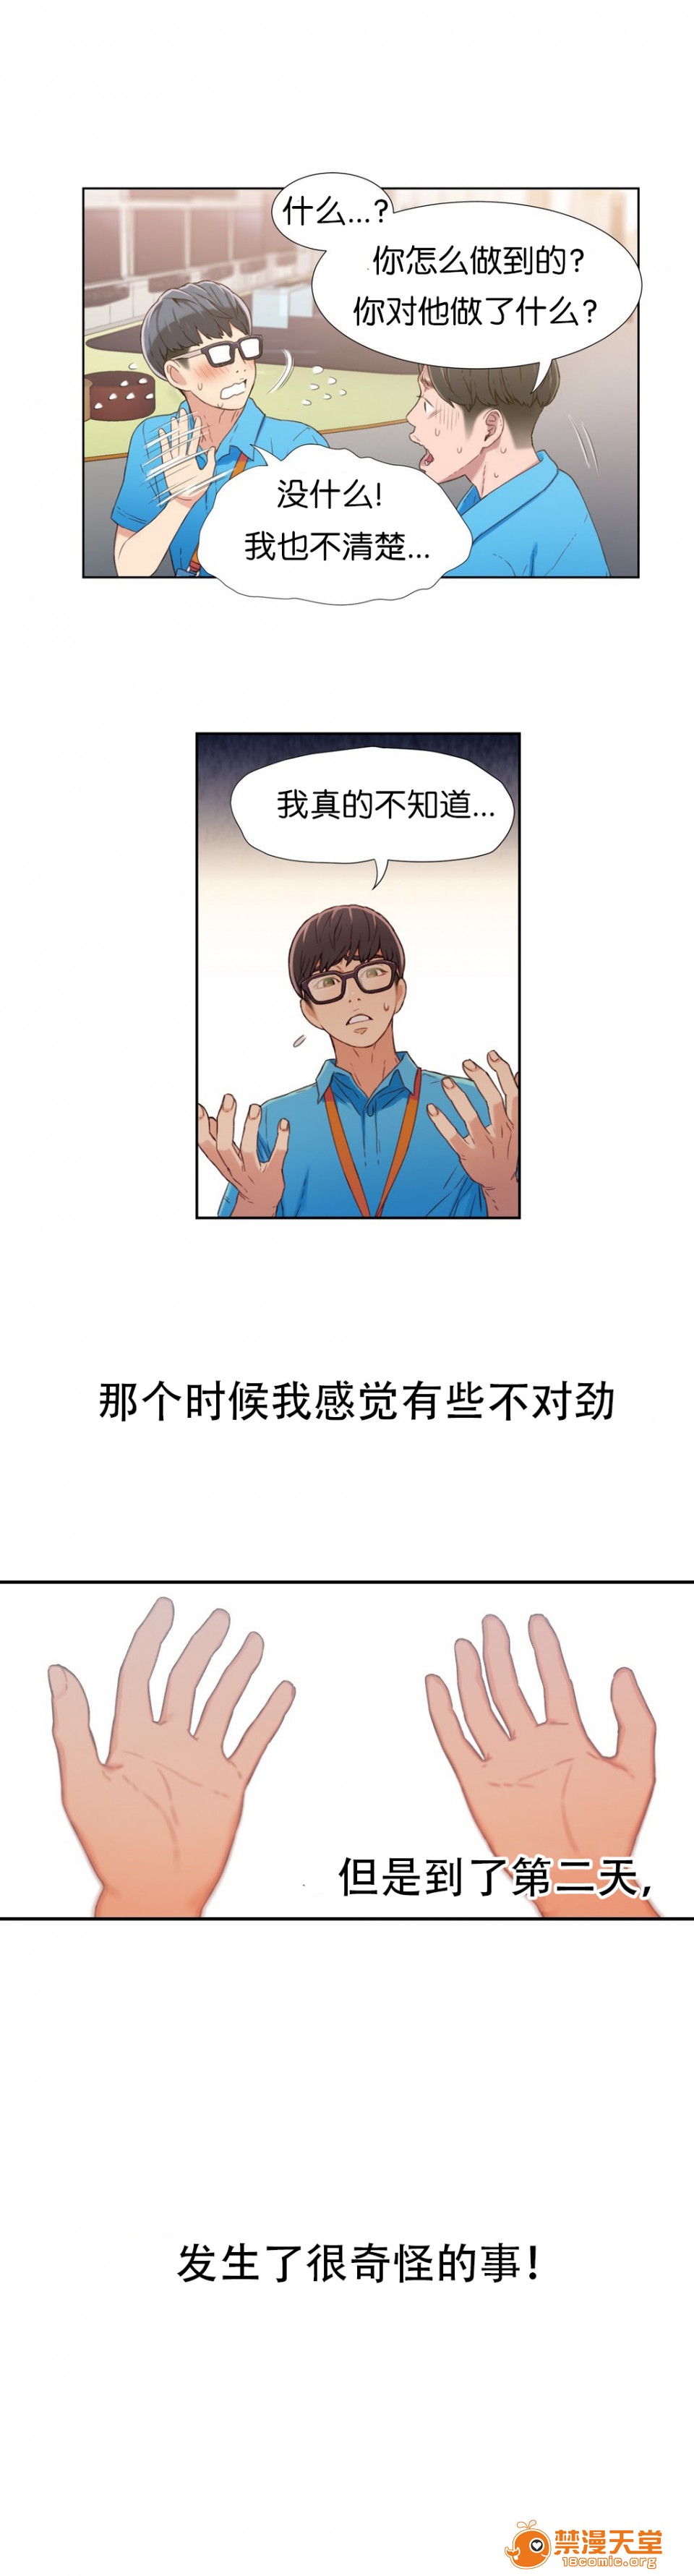 什么...?
你怎么做到的?
你对他做了什么?
没什么!
我也不清楚...
我真的不知道...
那个时候我感觉有些不对劲
但是到了第二天,
发生了很奇怪的事!
禁漫天堂
18comic.org